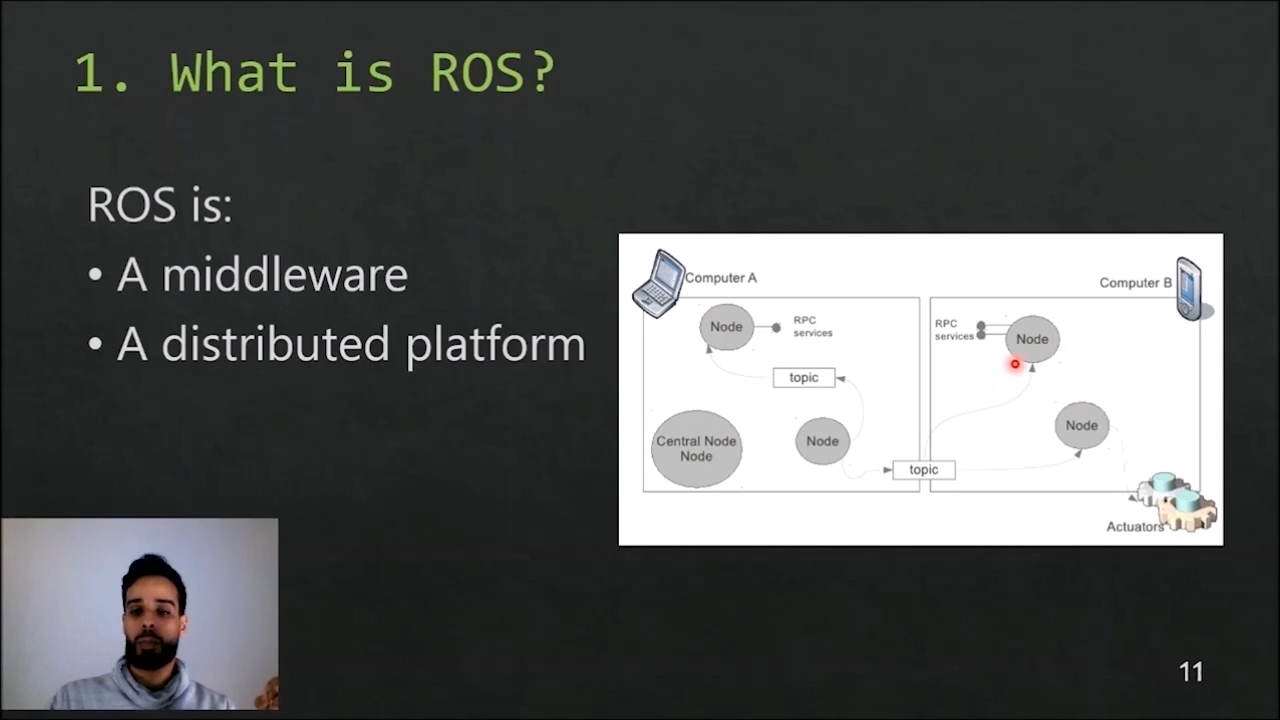 1. What is ROS?
ROS is:
• A middleware
• A distributed platform
Computer A
Computer B
Node
RPC
services
topic
Central Node
Node
Node
RPC
services
Node
Node
topic
Actuators
11